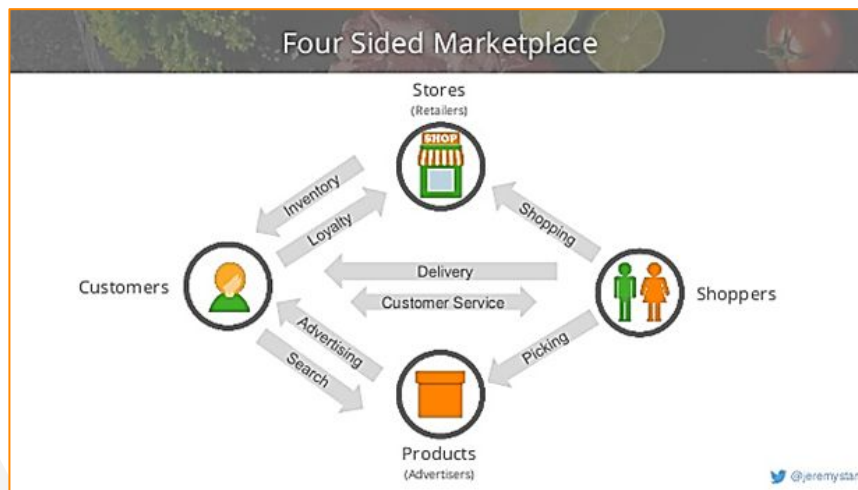 Four Sided Marketplace
Stores
(Retailers)
SHOP
Inventory
Loyalty
Shopping
Delivery
Customers
Customer Service
Shoppers
Advertising
Search
Picking
Products
(Advertisers)
@jeremystan